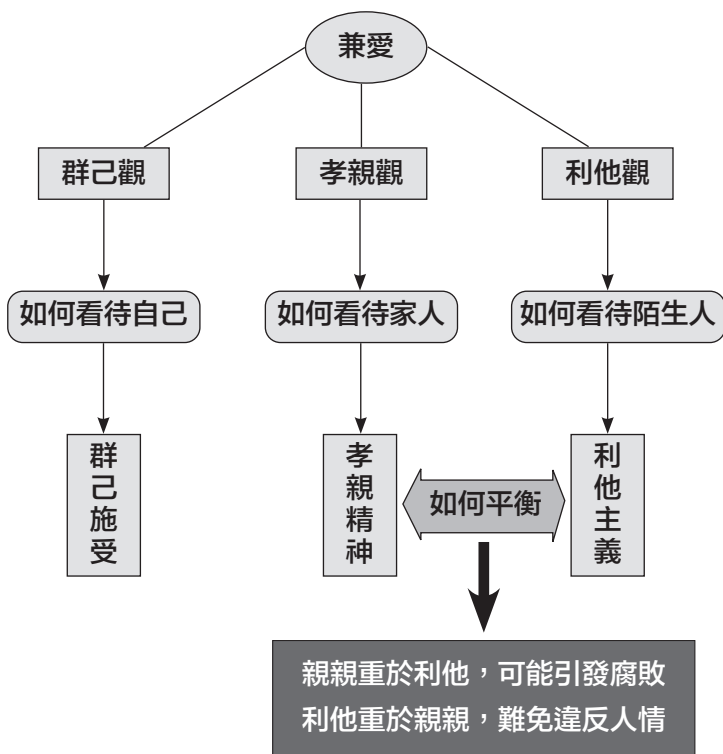 兼愛
群己觀
孝親觀
利他觀
如何看待自己
如何看待家人
如何看待陌生人
群己施受
孝親精神
如何平衡
利他主義
親親重於利他，可能引發腐敗
利他重於親親，難免違反人情